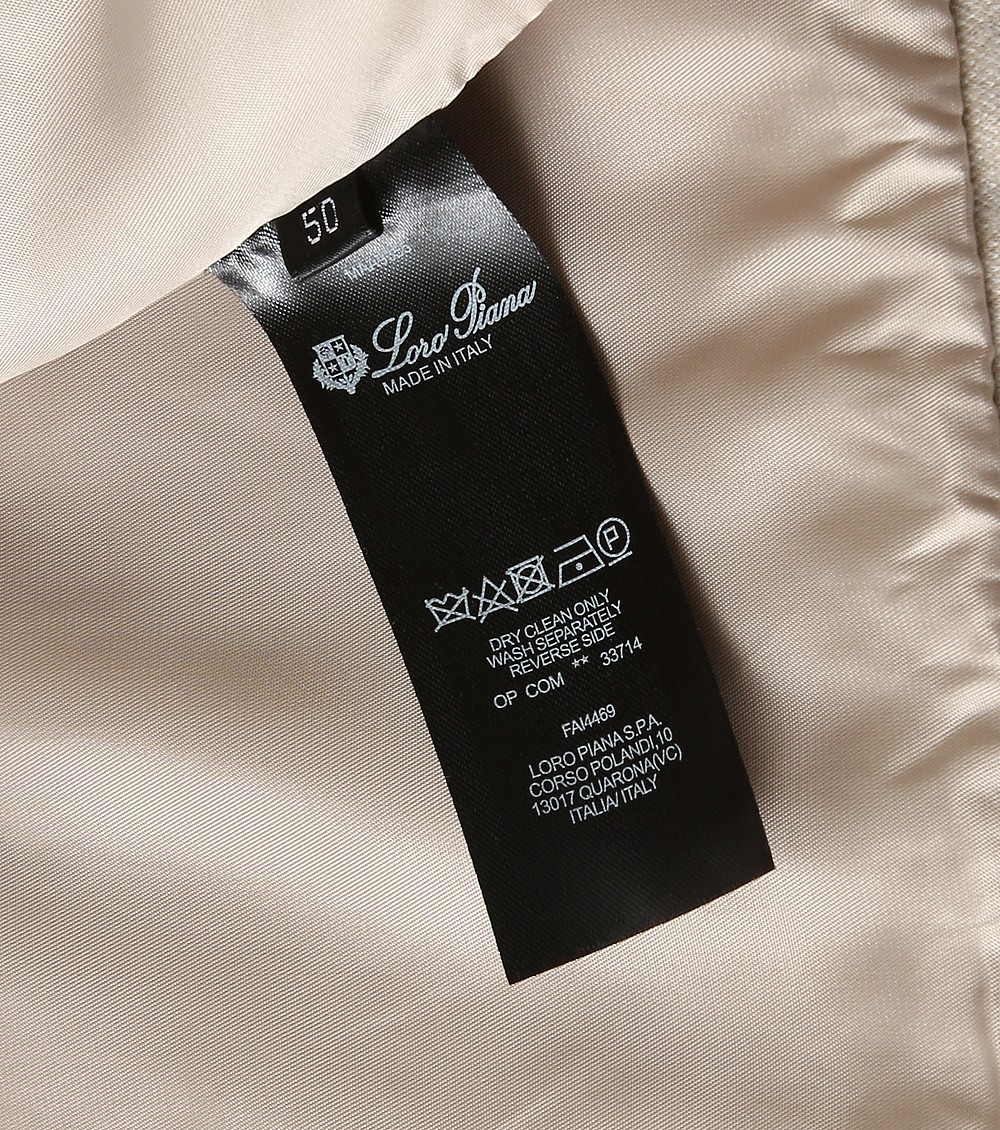 50
Loro Piana
MADE IN ITALY
P
DRY CLEAN ONLY
WASH SEPARATELY
REVERSE SIDE
OP COM ** 33714
FAI4469
LORO PIANA S.P.A.
CORSO POLANDI,10
13017 QUARONA(VC)
ITALIA/ ITALY